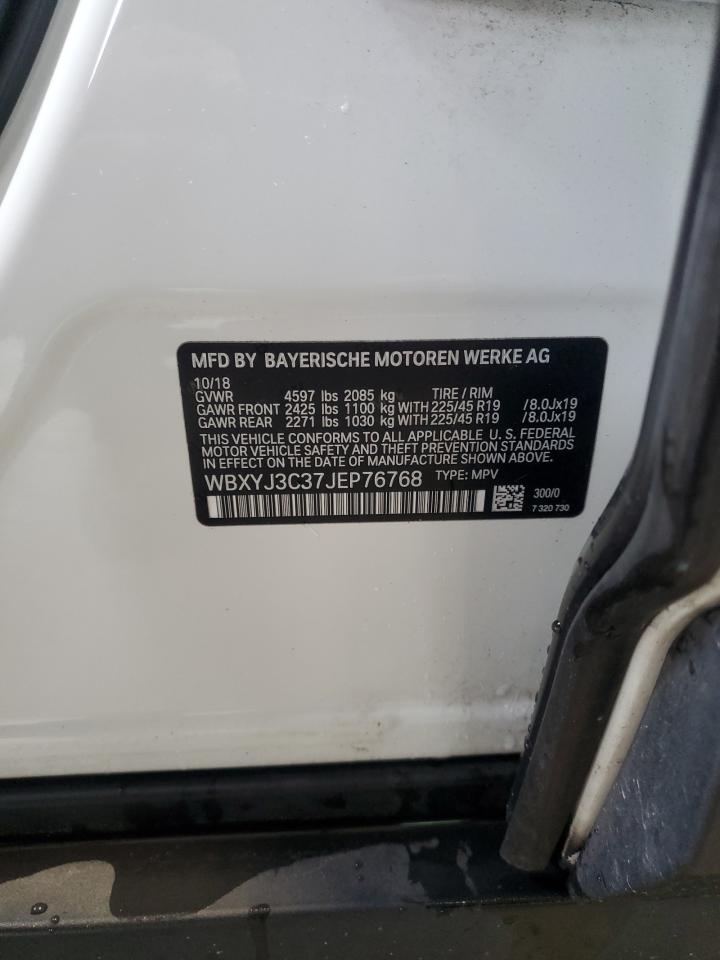 MFD BY BAYERISCHE MOTOREN WERKE AG
10/18
GVWR 4597 lbs 2085 kg TIRE / RIM
GAWR FRONT 2425 lbs 1100 kg WITH 225/45 R19 /8.0Jx19
GAWR REAR 2271 lbs 1030 kg WITH 225/45 R19 /8.0Jx19
THIS VEHICLE CONFORMS TO ALL APPLICABLE U. S. FEDERAL
MOTOR VEHICLE SAFETY AND THEFT PREVENTION STANDARDS
IN EFFECT ON THE DATE OF MANUFACTURE SHOWN ABOVE.
WBXYJ3C37JEP76768 TYPE: MPV
300/0
7 320 730